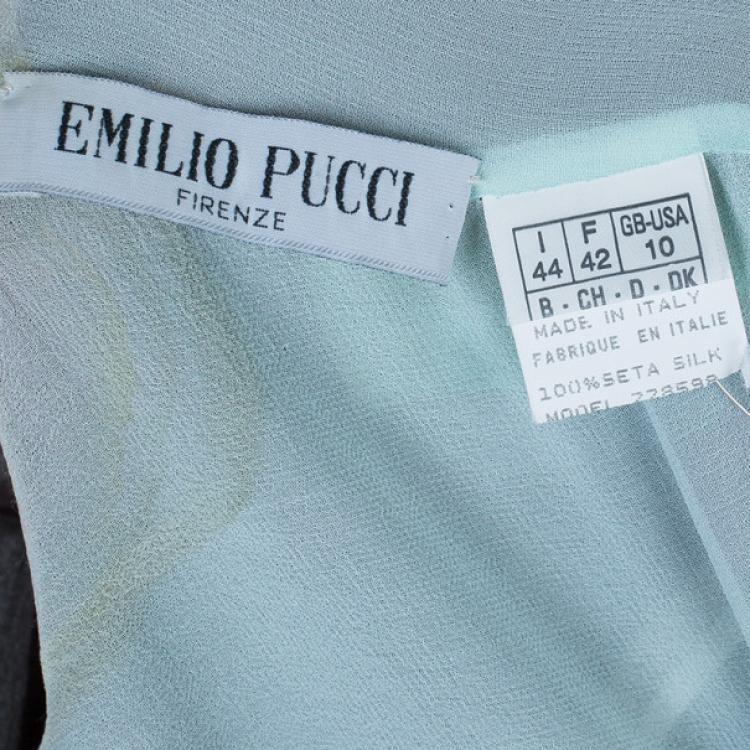 EMILIO PUCCI
FIRENZE
I F GB-USA
44 42 10
B · CH · D · DK
MADE IN ITALY
FABRIQUE EN ITALIE
100%SETA SILK
MODEL